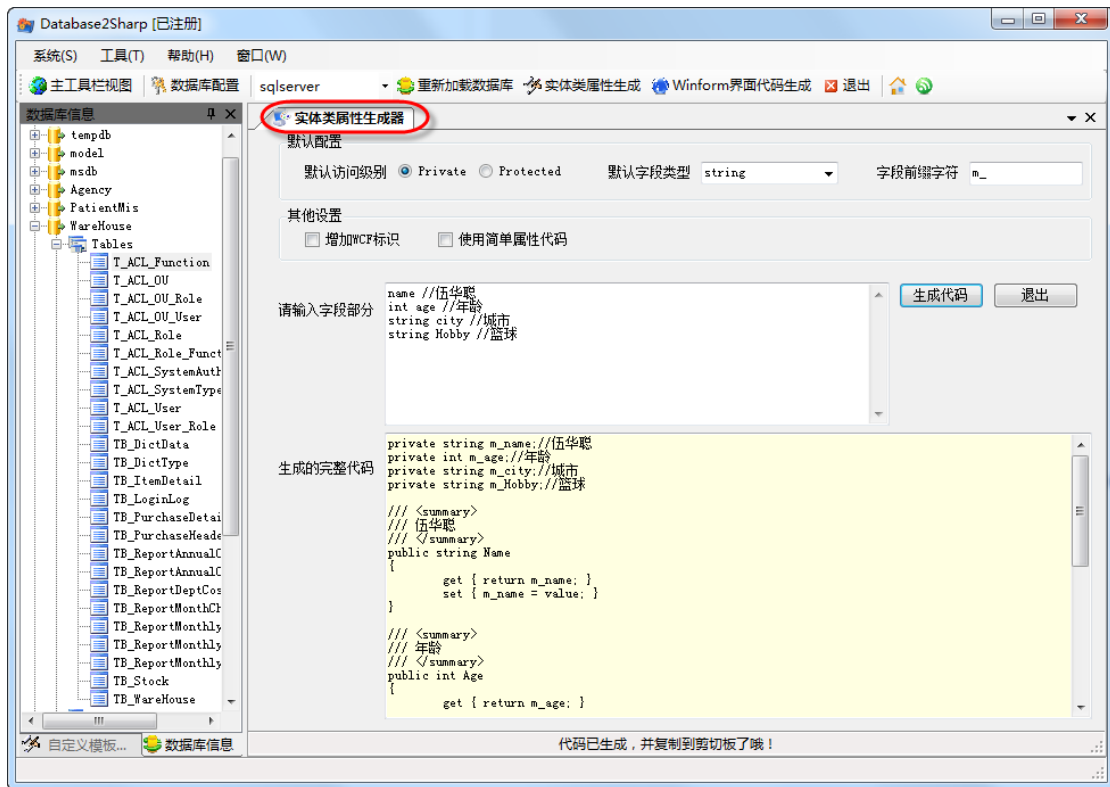 Database2Sharp [已注册]
系统(S) 工具(T) 帮助(H) 窗口(W)
主工具栏视图 数据库配置 sqlserver 重新加载数据库 实体类属性生成 Winform界面代码生成 退出
数据库信息
tempdb
model
msdb
Agency
PatientMis
WareHouse
Tables
T_ACL_Function
T_ACL_OU
T_ACL_OU_Role
T_ACL_OU_User
T_ACL_Role
T_ACL_Role_Funct
T_ACL_SystemAuth
T_ACL_SystemType
T_ACL_User
T_ACL_User_Role
TB_DictData
TB_DictType
TB_ItemDetail
TB_LoginLog
TB_PurchaseDetai
TB_PurchaseHeade
TB_ReportAnnualC
TB_ReportAnnualC
TB_ReportDeptCos
TB_ReportMonthCh
TB_ReportMonthly
TB_ReportMonthly
TB_ReportMonthly
TB_Stock
TB_WareHouse
自定义模板... 数据库信息
实体类属性生成器
默认配置
默认访问级别 Private Protected 默认字段类型 string 字段前缀字符 m_
其他设置
增加WCF标识 使用简单属性代码
请输入字段部分
name //伍华聪
int age //年龄
string city //城市
string Hobby //篮球
生成代码 退出
生成的完整代码
private string m_name;//伍华聪
private int m_age;//年龄
private string m_city;//城市
private string m_Hobby;//篮球
/// <summary>
/// 伍华聪
/// </summary>
public string Name
{
get { return m_name; }
set { m_name = value; }
}
/// <summary>
/// 年龄
/// </summary>
public int Age
{
get { return m_age; }
代码已生成，并复制到剪切板了哦！